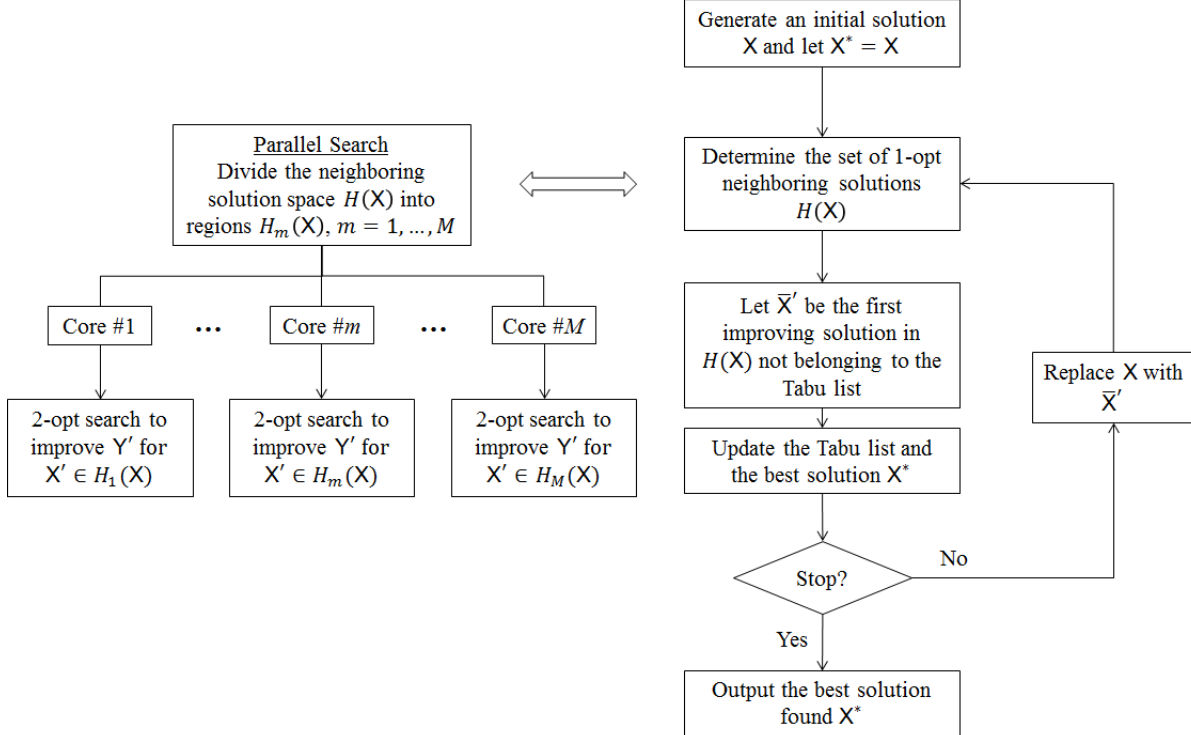 Generate an initial solution
X and let X* = X
Parallel Search
Divide the neighboring
solution space H(X) into
regions Hₘ(X), m = 1, ..., M
Determine the set of 1-opt
neighboring solutions
H(X)
Core #1
...
Core #m
...
Core #M
2-opt search to
improve Y′ for
X′ ∈ H₁(X)
2-opt search to
improve Y′ for
X′ ∈ Hₘ(X)
2-opt search to
improve Y′ for
X′ ∈ H_M(X)
Let X̅′ be the first
improving solution in
H(X) not belonging to the
Tabu list
Replace X with
X̅′
Update the Tabu list and
the best solution X*
Stop?
No
Yes
Output the best solution
found X*